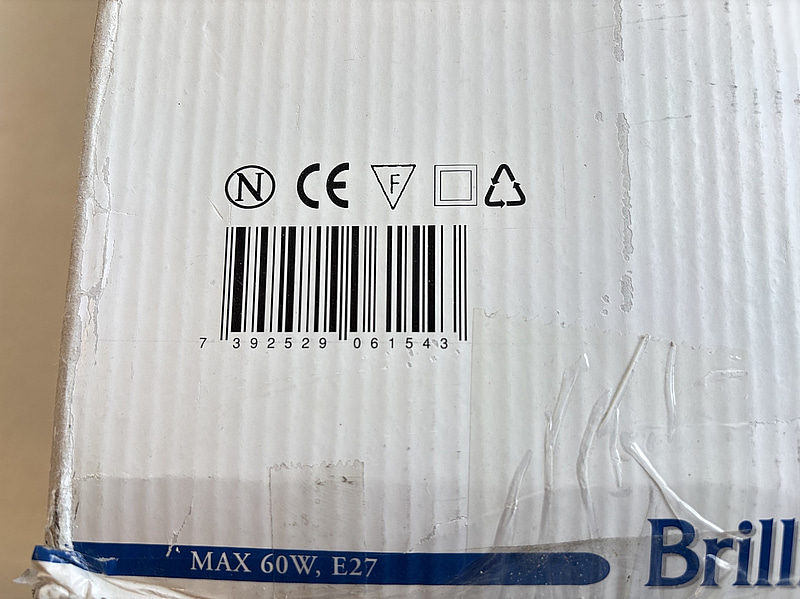 N CE F
7 392529 061543
MAX 60W, E27
Brill